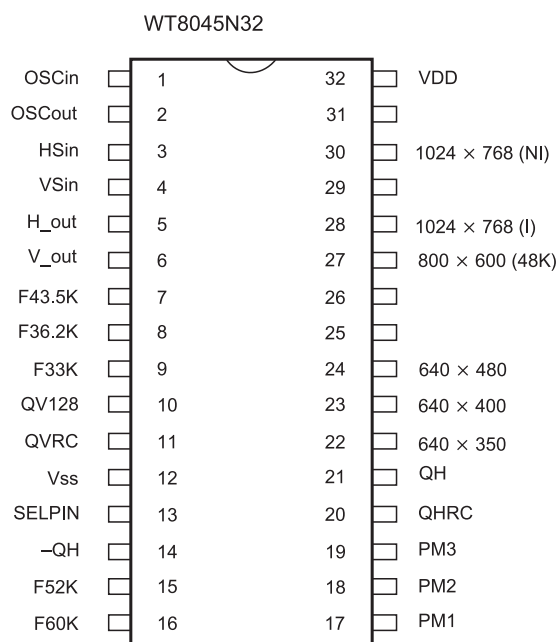 WT8045N32
OSCin 1 32 VDD
OSCout 2 31
HSin 3 30 1024 × 768 (NI)
VSin 4 29
H_out 5 28 1024 × 768 (I)
V_out 6 27 800 × 600 (48K)
F43.5K 7 26
F36.2K 8 25
F33K 9 24 640 × 480
QV128 10 23 640 × 400
QVRC 11 22 640 × 350
Vss 12 21 QH
SELPIN 13 20 QHRC
–QH 14 19 PM3
F52K 15 18 PM2
F60K 16 17 PM1